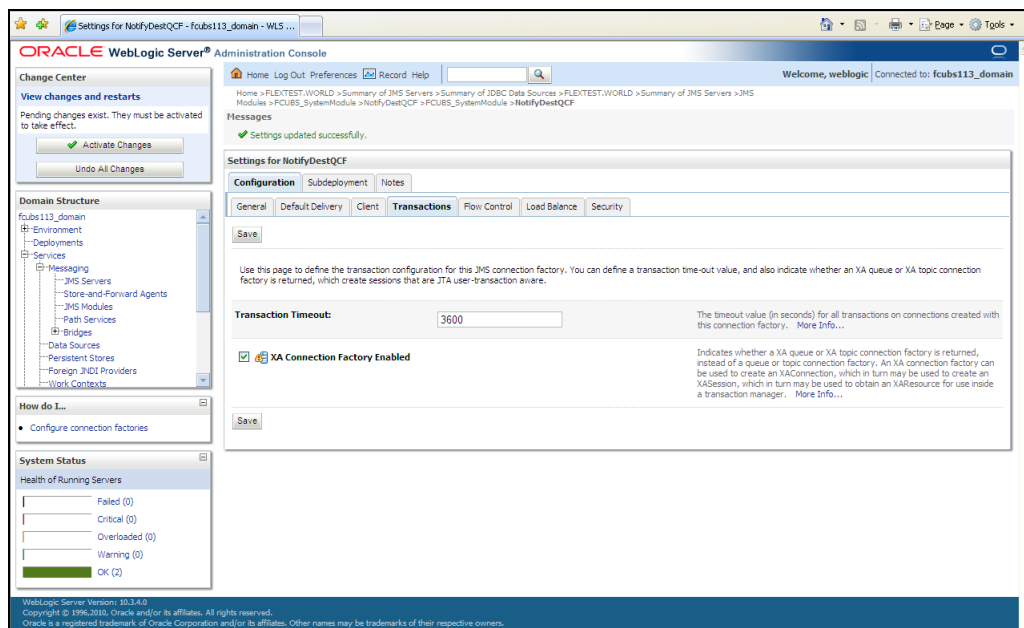 Settings for NotifyDestQCF - fcubs113_domain - WLS ...
Page
Tools
ORACLE WebLogic Server® Administration Console
Change Center
View changes and restarts
Pending changes exist. They must be activated
to take effect.
Activate Changes
Undo All Changes
Domain Structure
fcubs113_domain
Environment
Deployments
Services
Messaging
JMS Servers
Store-and-Forward Agents
JMS Modules
Path Services
Bridges
Data Sources
Persistent Stores
Foreign JNDI Providers
Work Contexts
How do I...
Configure connection factories
System Status
Health of Running Servers
Failed (0)
Critical (0)
Overloaded (0)
Warning (0)
OK (2)
Home Log Out Preferences Record Help
Welcome, weblogic Connected to: fcubs113_domain
Home >FLEXTEST.WORLD >Summary of JMS Servers >Summary of JDBC Data Sources >FLEXTEST.WORLD >Summary of JMS Servers >JMS
Modules >FCUBS_SystemModule >NotifyDestQCF >FCUBS_SystemModule >NotifyDestQCF
Messages
Settings updated successfully.
Settings for NotifyDestQCF
Configuration Subdeployment Notes
General Default Delivery Client Transactions Flow Control Load Balance Security
Save
Use this page to define the transaction configuration for this JMS connection factory. You can define a transaction time-out value, and also indicate whether an XA queue or XA topic connection
factory is returned, which create sessions that are JTA user-transaction aware.
Transaction Timeout:
3600
The timeout value (in seconds) for all transactions on connections created with
this connection factory. More Info...
XA Connection Factory Enabled
Indicates whether a XA queue or XA topic connection factory is returned,
instead of a queue or topic connection factory. An XA connection factory can
be used to create an XAConnection, which in turn may be used to create an
XASession, which in turn may be used to obtain an XAResource for use inside
a transaction manager. More Info...
Save
WebLogic Server Version: 10.3.4.0
Copyright © 1996,2010, Oracle and/or its affiliates. All rights reserved.
Oracle is a registered trademark of Oracle Corporation and/or its affiliates. Other names may be trademarks of their respective owners.